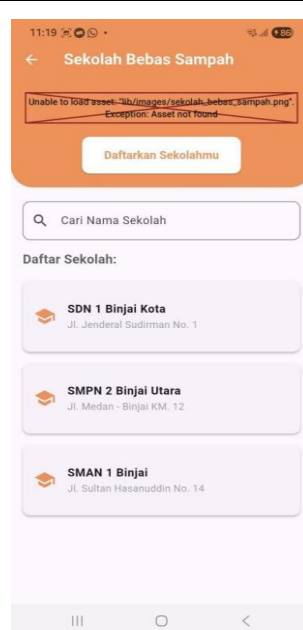 11:19
86
Sekolah Bebas Sampah
Unable to load asset: "lib/images/sekolah_bebas_sampah.png".
Exception: Asset not found
Daftarkan Sekolahmu
Cari Nama Sekolah
Daftar Sekolah:
SDN 1 Binjai Kota
Jl. Jenderal Sudirman No. 1
SMPN 2 Binjai Utara
Jl. Medan - Binjai KM. 12
SMAN 1 Binjai
Jl. Sultan Hasanuddin No. 14